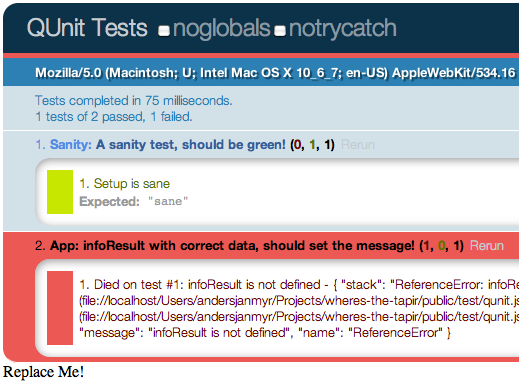 QUnit Tests noglobals notrycatch
Mozilla/5.0 (Macintosh; U; Intel Mac OS X 10_6_7; en-US) AppleWebKit/534.16
Tests completed in 75 milliseconds.
1 tests of 2 passed, 1 failed.
1. Sanity: A sanity test, should be green! (0, 1, 1) Rerun
1. Setup is sane
Expected: "sane"
2. App: infoResult with correct data, should set the message! (1, 0, 1) Rerun
1. Died on test #1: infoResult is not defined - { "stack": "ReferenceError: infoRe
(file://localhost/Users/andersjanmyr/Projects/wheres-the-tapir/public/test/qunit.js
(file://localhost/Users/andersjanmyr/Projects/wheres-the-tapir/public/test/qunit.js
"message": "infoResult is not defined", "name": "ReferenceError" }
Replace Me!